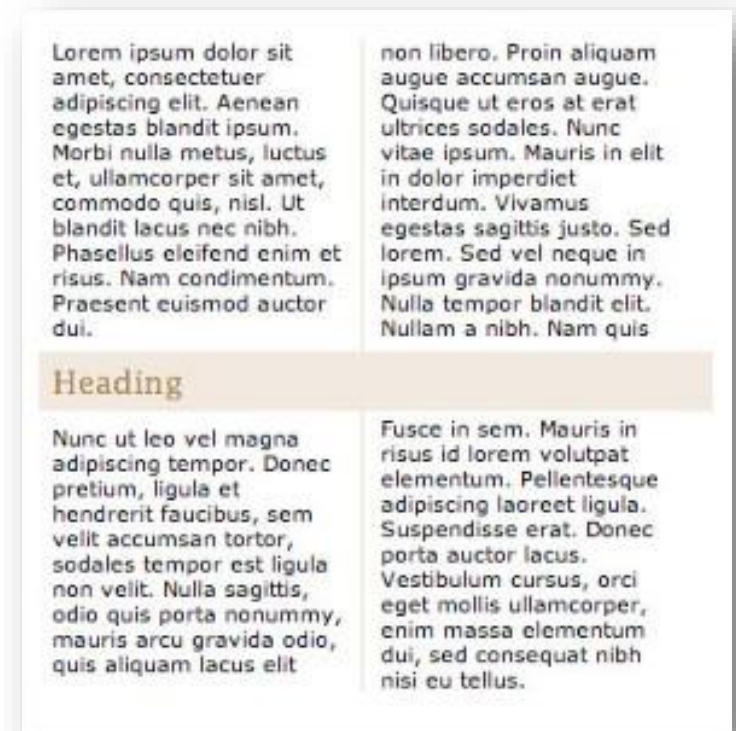 Lorem ipsum dolor sit
amet, consectetuer
adipiscing elit. Aenean
egestas blandit ipsum.
Morbi nulla metus, luctus
et, ullamcorper sit amet,
commodo quis, nisl. Ut
blandit lacus nec nibh.
Phasellus eleifend enim et
risus. Nam condimentum.
Praesent euismod auctor
dui.
non libero. Proin aliquam
augue accumsan augue.
Quisque ut eros at erat
ultrices sodales. Nunc
vitae ipsum. Mauris in elit
in dolor imperdiet
interdum. Vivamus
egestas sagittis justo. Sed
lorem. Sed vel neque in
ipsum gravida nonummy.
Nulla tempor blandit elit.
Nullam a nibh. Nam quis
Heading
Nunc ut leo vel magna
adipiscing tempor. Donec
pretium, ligula et
hendrerit faucibus, sem
velit accumsan tortor,
sodales tempor est ligula
non velit. Nulla sagittis,
odio quis porta nonummy,
mauris arcu gravida odio,
quis aliquam lacus elit
Fusce in sem. Mauris in
risus id lorem volutpat
elementum. Pellentesque
adipiscing laoreet ligula.
Suspendisse erat. Donec
porta auctor lacus.
Vestibulum cursus, orci
eget mollis ullamcorper,
enim massa elementum
dui, sed consequat nibh
nisi eu tellus.